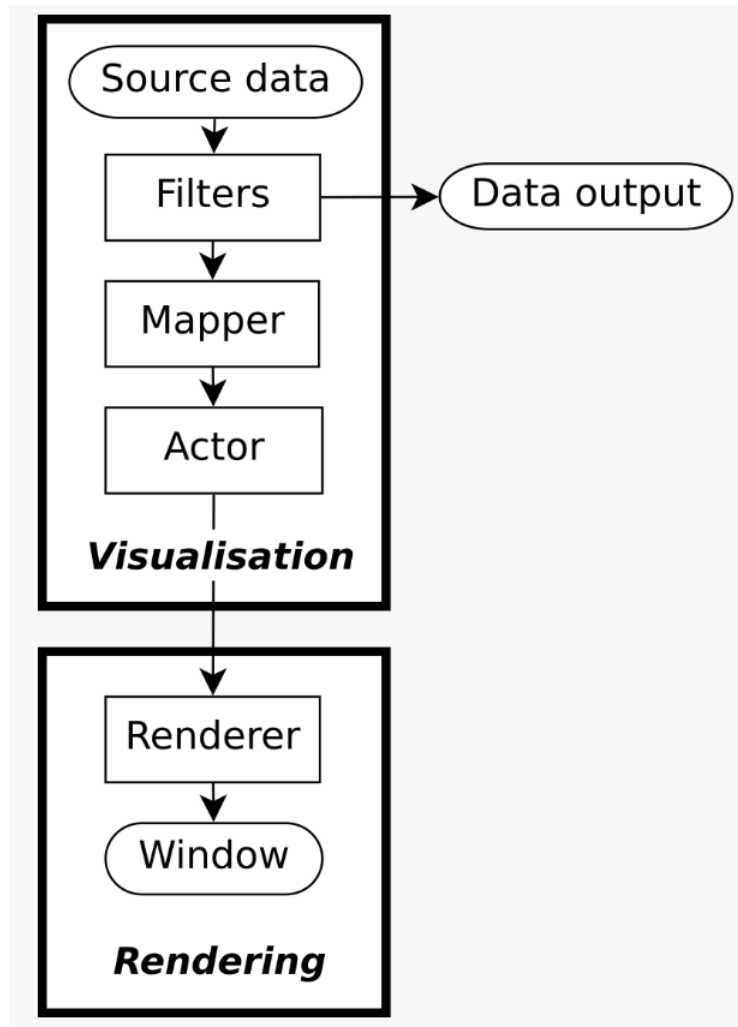 Source data
Filters
Data output
Mapper
Actor
Visualisation
Renderer
Window
Rendering